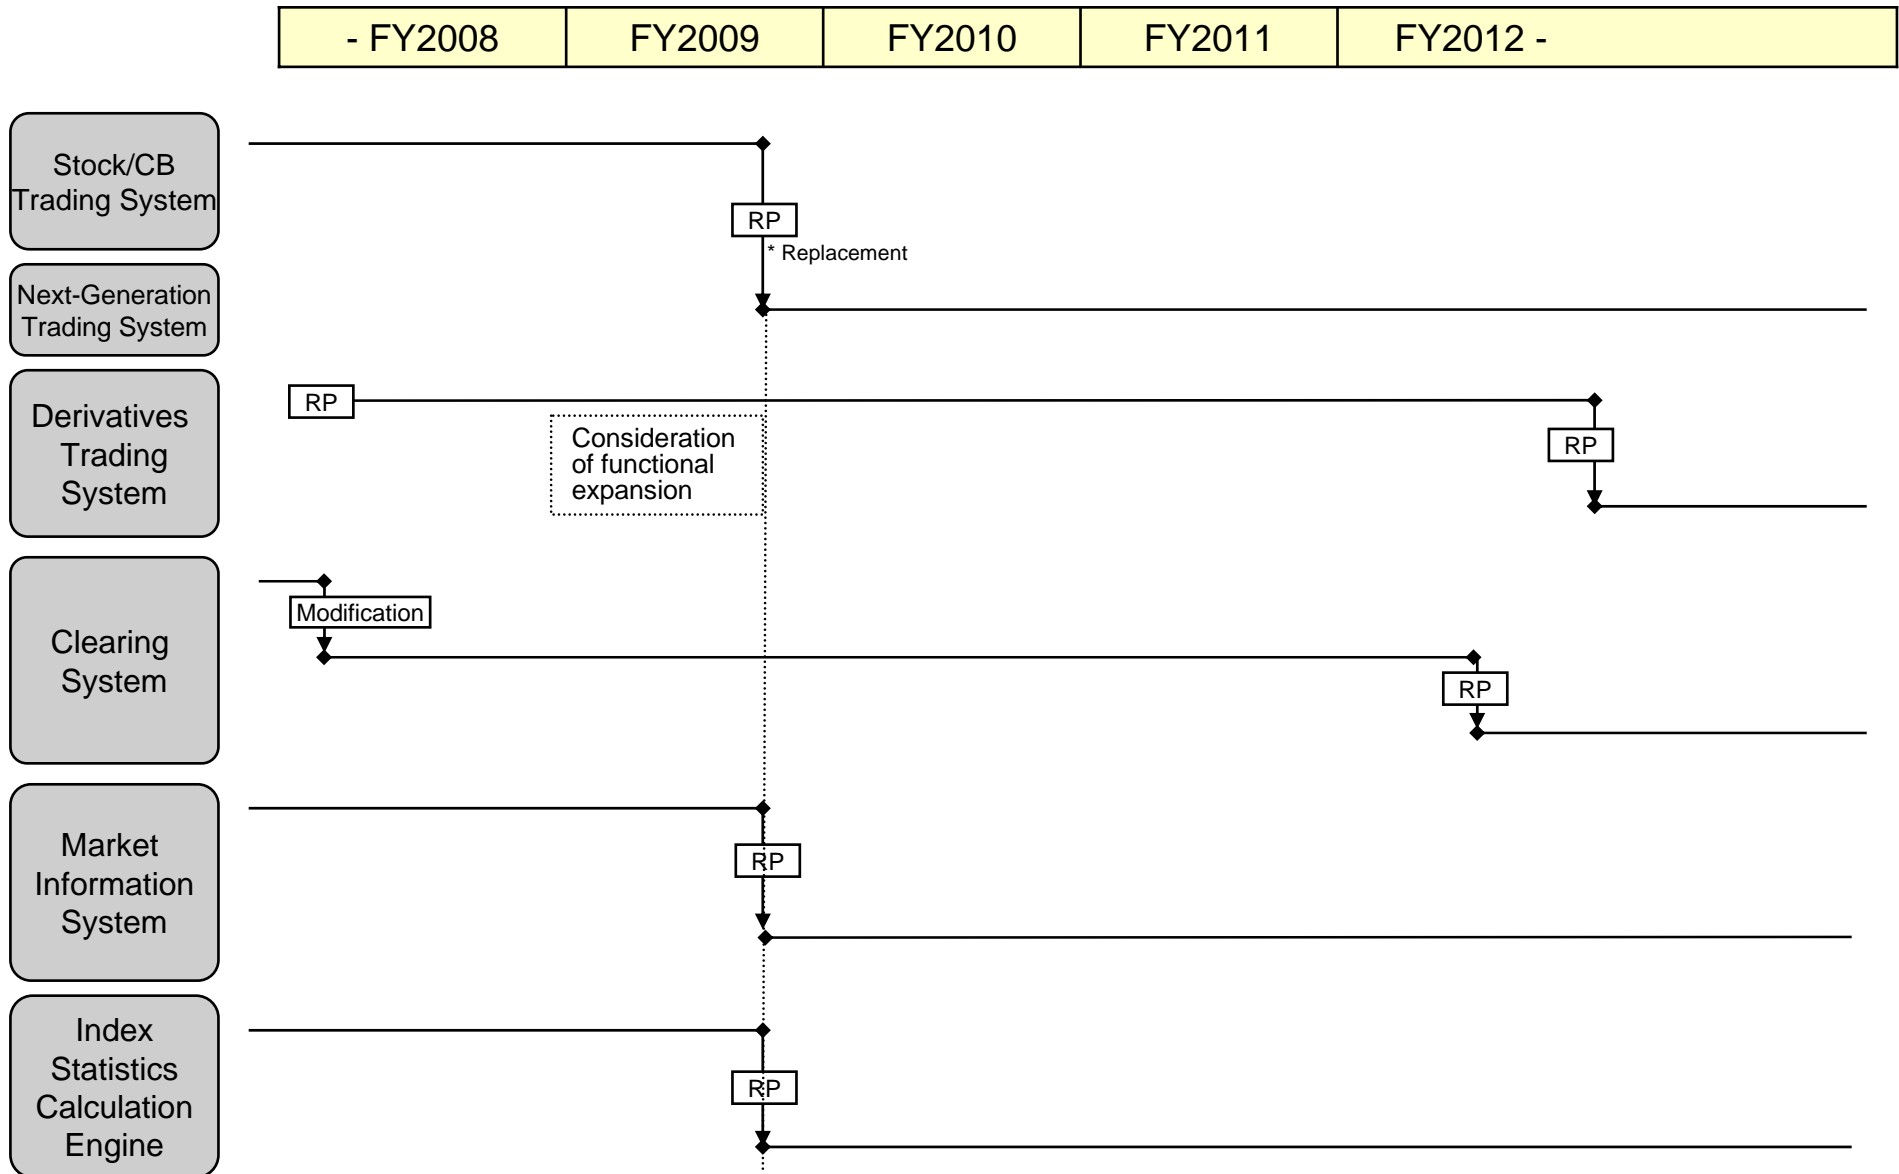 - FY2008
FY2009
FY2010
FY2011
FY2012 -
Stock/CB
Trading System
RP
* Replacement
Next-Generation
Trading System
Derivatives
Trading
System
RP
Consideration
of functional
expansion
RP
Clearing
System
Modification
RP
Market
Information
System
RP
Index
Statistics
Calculation
Engine
RP